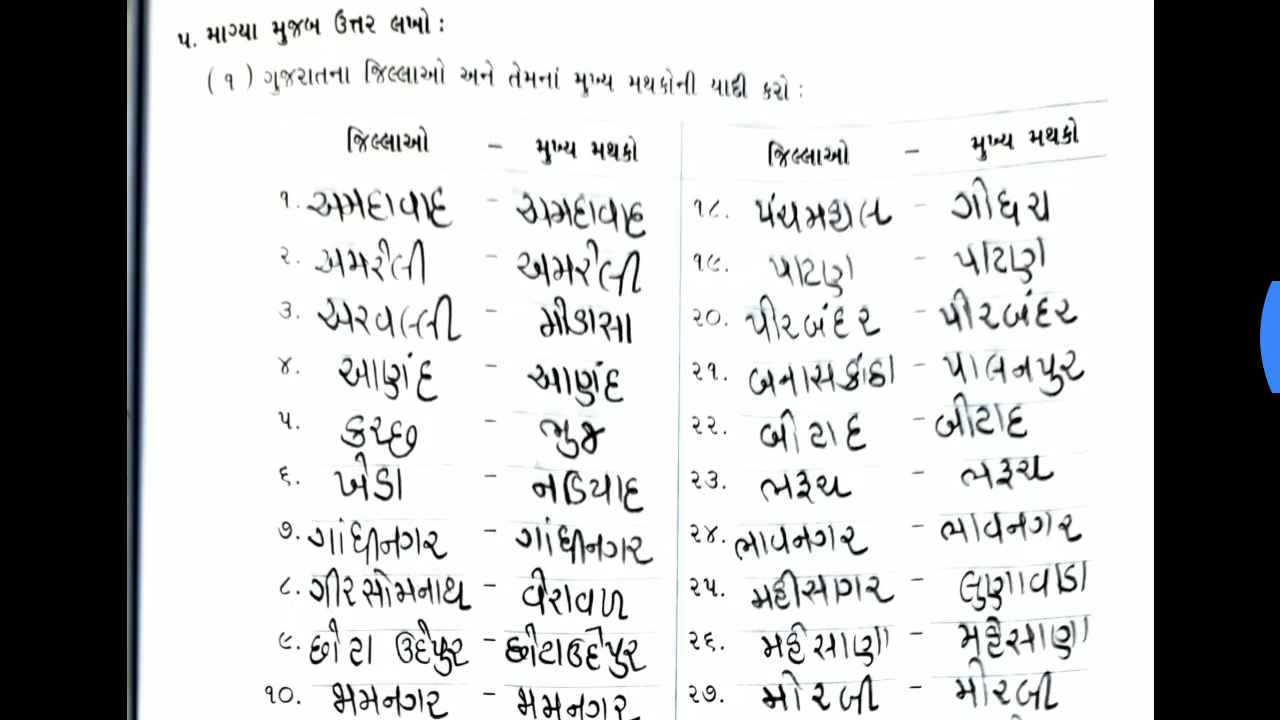 ૫. માગ્યા મુજબ ઉત્તર લખો :
(૧) ગુજરાતના જિલ્લાઓ અને તેમનાં મુખ્ય મથકોની યાદી કરો :
જિલ્લાઓ - મુખ્ય મથકો
૧. અમદાવાદ - અમદાવાદ
૨. અમરેલી - અમરેલી
૩. અરવલ્લી - મોડાસા
૪. આણંદ - આણંદ
૫. કચ્છ - ભુજ
૬. ખેડા - નડિયાદ
૭. ગાંધીનગર - ગાંધીનગર
૮. ગીર સોમનાથ - વેરાવળ
૯. છોટા ઉદેપુર - છોટાઉદેપુર
૧૦. જામનગર - જામનગર
જિલ્લાઓ - મુખ્ય મથકો
૧૮. પંચમહાલ - ગોધરા
૧૯. પાટણ - પાટણ
૨૦. પોરબંદર - પોરબંદર
૨૧. બનાસકાંઠા - પાલનપુર
૨૨. બોટાદ - બોટાદ
૨૩. ભરૂચ - ભરૂચ
૨૪. ભાવનગર - ભાવનગર
૨૫. મહીસાગર - લુણાવાડા
૨૬. મહેસાણા - મહેસાણા
૨૭. મોરબી - મોરબી